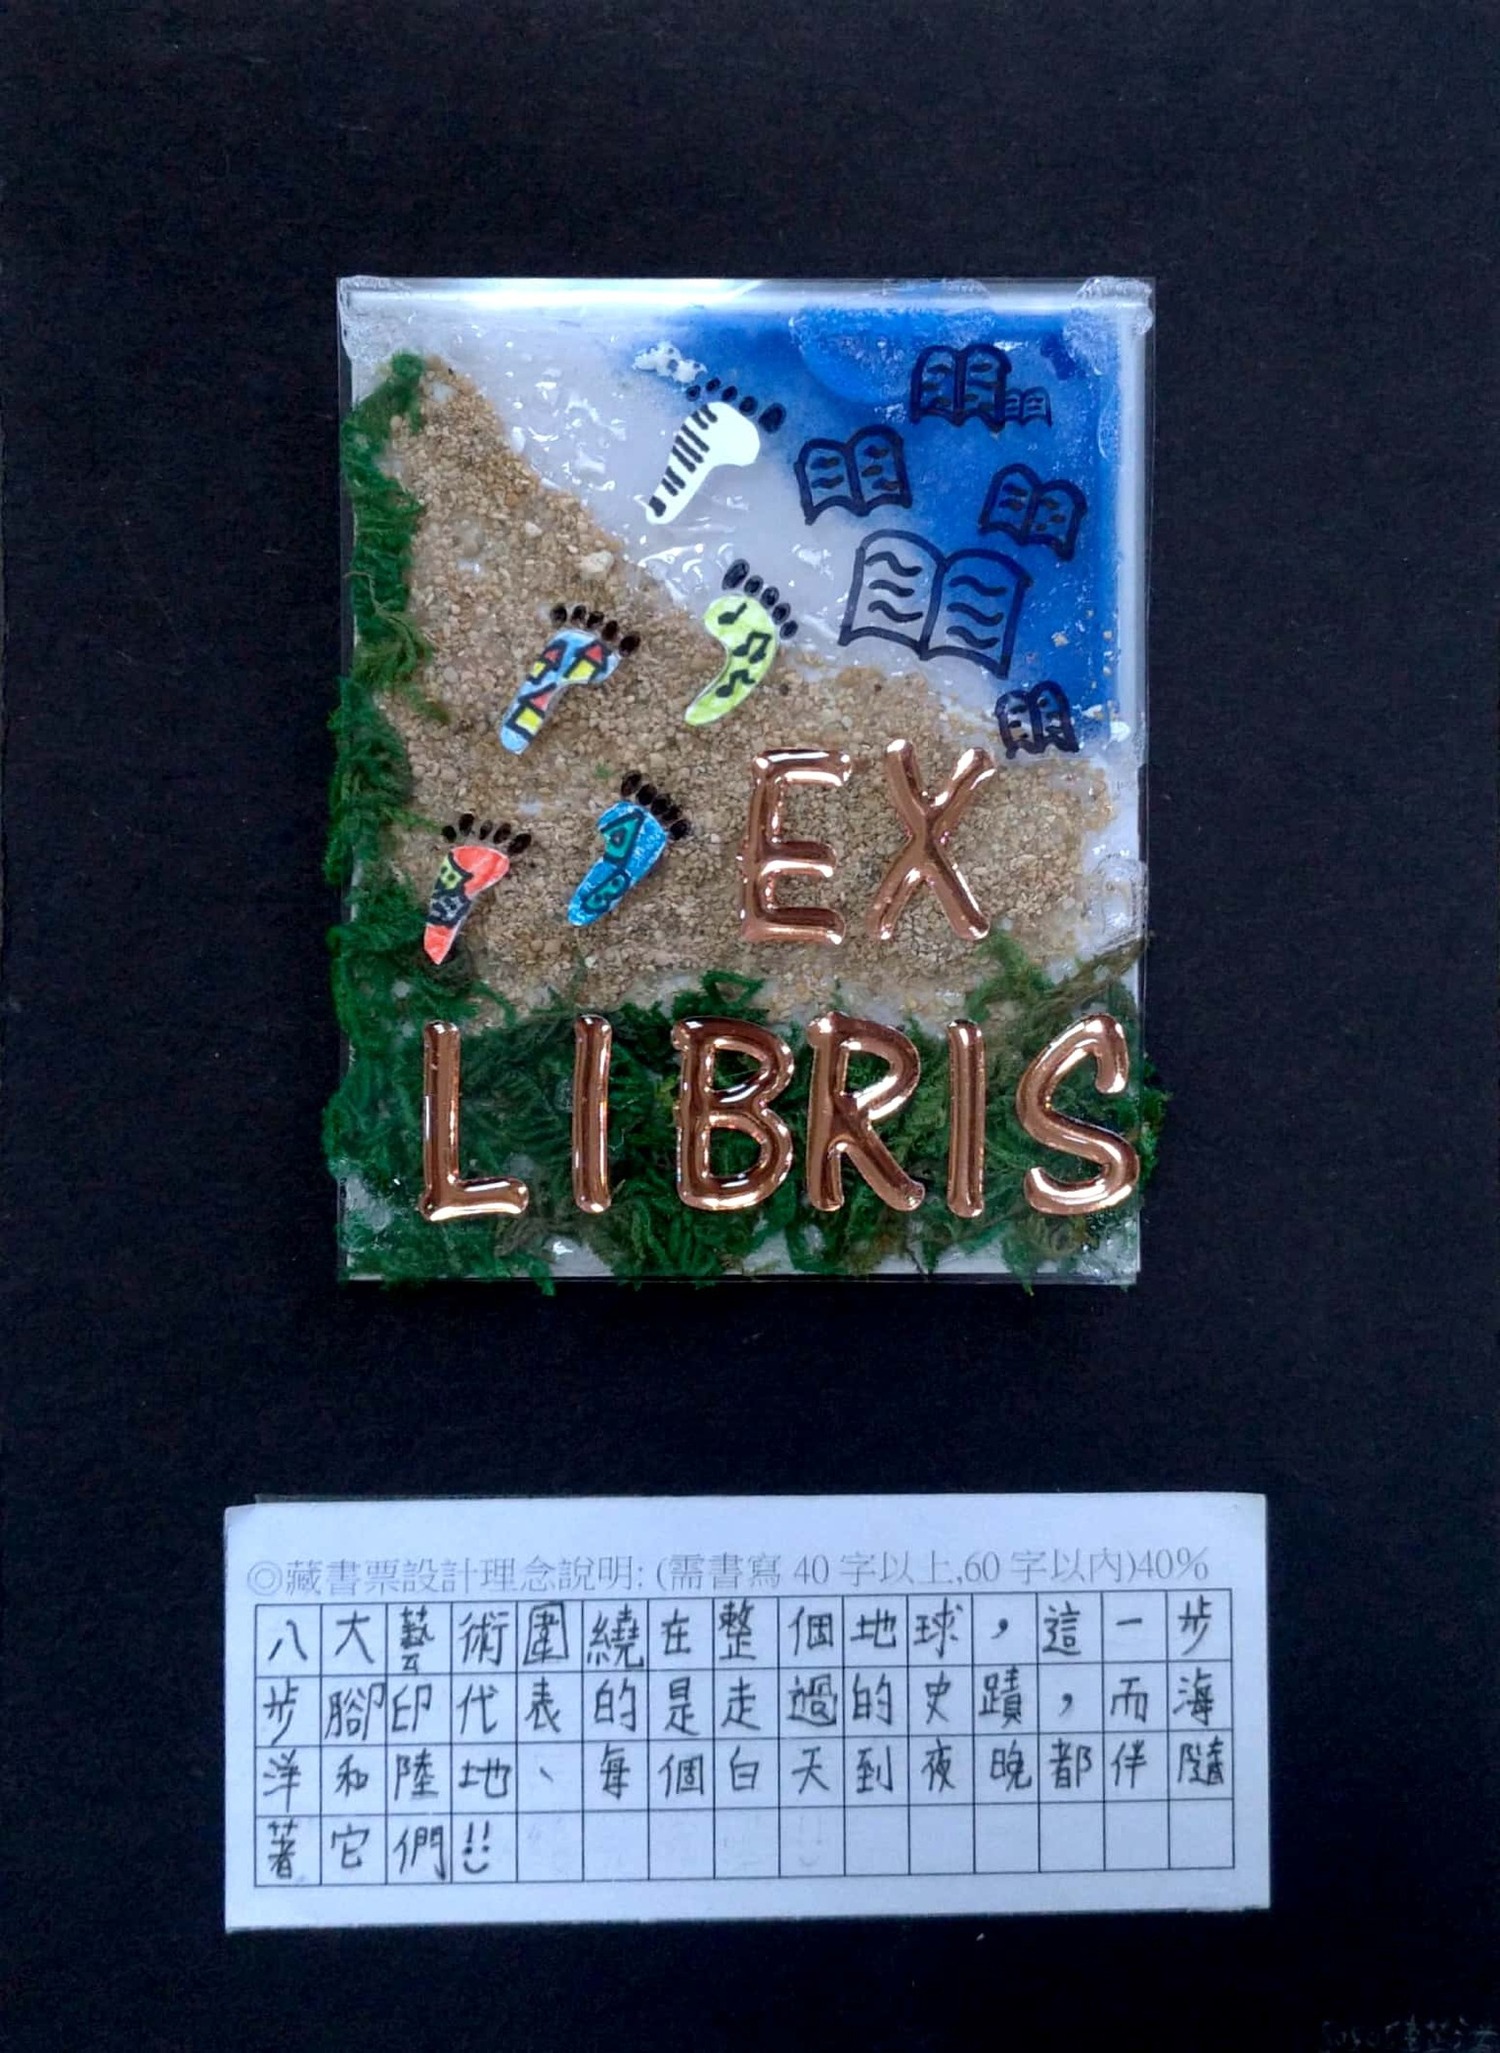 EX
LIBRIS
◎藏書票設計理念說明: (需書寫 40 字以上,60 字以內)40%
八大藝術圍繞在整個地球，這一步
步腳印代表的是走過的史蹟，而海
洋和陸地、每個白天到夜晚都伴隨
著它們!!